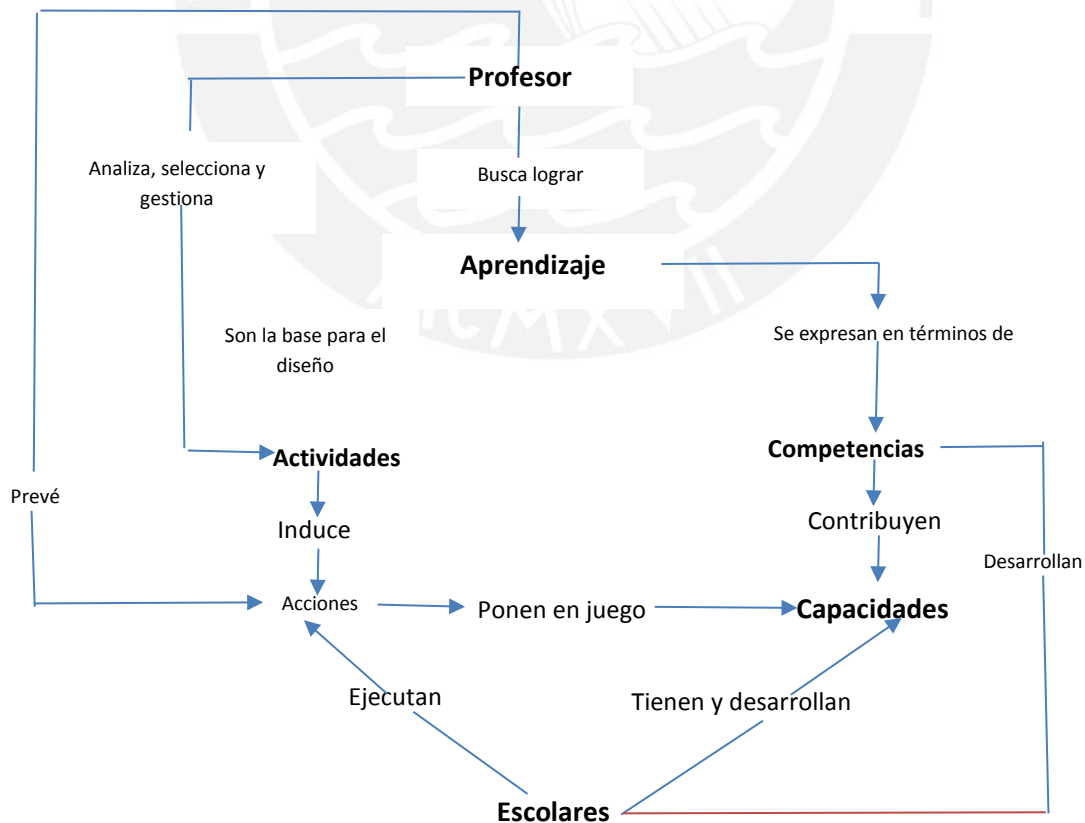 Profesor
Analiza, selecciona y
gestiona
Busca lograr
Aprendizaje
Son la base para el
diseño
Se expresan en términos de
Actividades
Competencias
Prevé
Induce
Contribuyen
Desarrollan
Acciones
Ponen en juego
Capacidades
Ejecutan
Tienen y desarrollan
Escolares